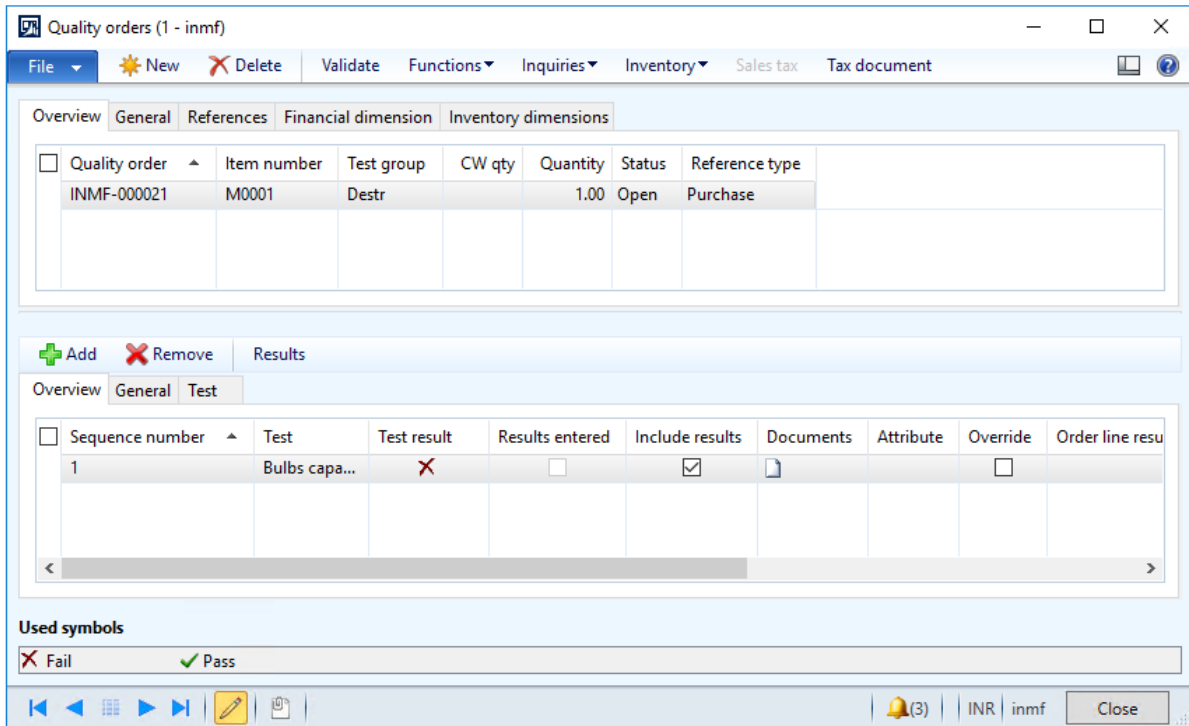 Quality orders (1 - inmf)
File New Delete Validate Functions Inquiries Inventory Sales tax Tax document
Overview General References Financial dimension Inventory dimensions
Quality order Item number Test group CW qty Quantity Status Reference type
INMF-000021 M0001 Destr 1.00 Open Purchase
Add Remove Results
Overview General Test
Sequence number Test Test result Results entered Include results Documents Attribute Override Order line resu
1 Bulbs capa...
Used symbols
Fail Pass
(3) INR inmf Close